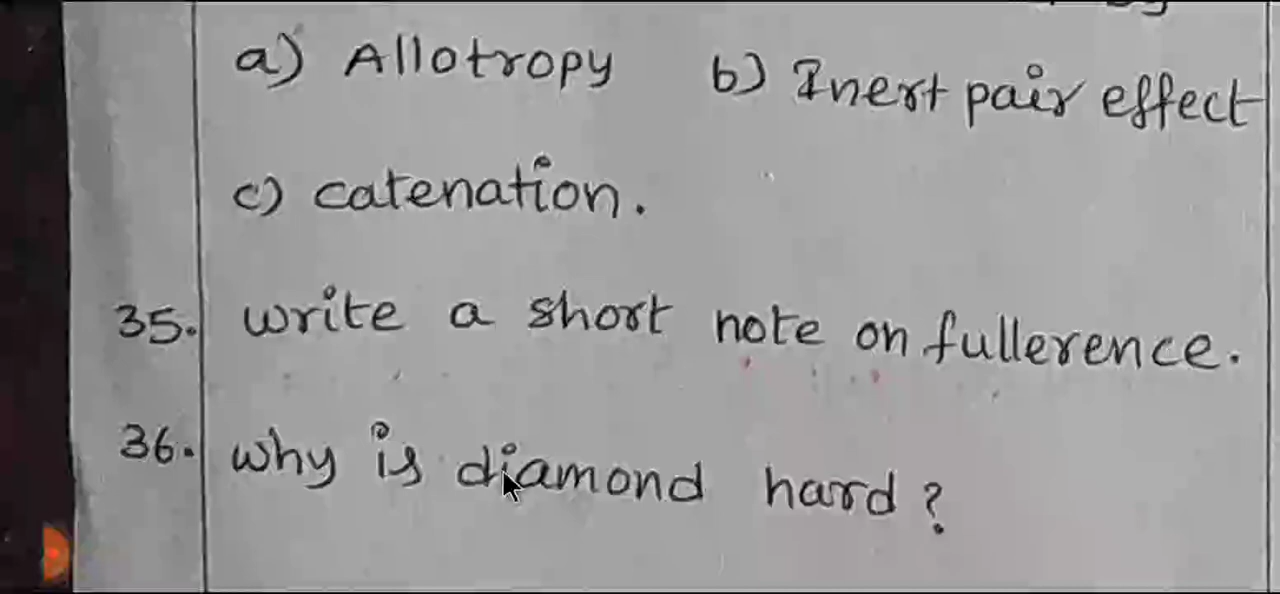 a) Allotropy b) Inert pair effect
c) catenation.
35. write a short note on fullerence.
36. why is diamond hard?